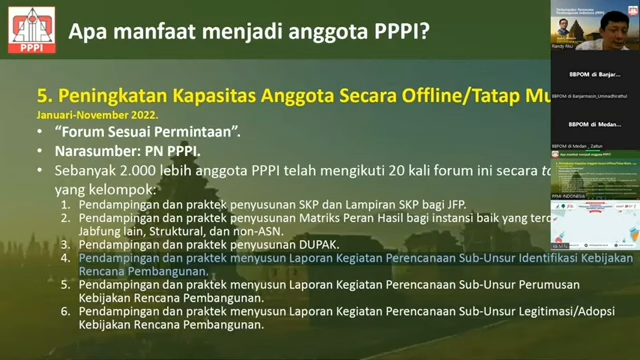 PPPI
Apa manfaat menjadi anggota PPPI?
5. Peningkatan Kapasitas Anggota Secara Offline/Tatap Mu
Januari-November 2022.
• “Forum Sesuai Permintaan”.
• Narasumber: PN PPPI.
• Sebanyak 2.000 lebih anggota PPPI telah mengikuti 20 kali forum ini secara
yang kelompok:
1. Pendampingan dan praktek penyusunan SKP dan Lampiran SKP bagi JFP.
2. Pendampingan dan praktek penyusunan Matriks Peran Hasil bagi instansi baik yang
Jabfung lain, Struktural, dan non-ASN.
3. Pendampingan dan praktek penyusunan DUPAK.
4. Pendampingan dan praktek menyusun Laporan Kegiatan Perencanaan Sub-Unsur Identifikasi Kebijakan
Rencana Pembangunan.
5. Pendampingan dan praktek menyusun Laporan Kegiatan Perencanaan Sub-Unsur Perumusan
Kebijakan Rencana Pembangunan.
6. Pendampingan dan praktek menyusun Laporan Kegiatan Perencanaan Sub-Unsur Legitimasi/Adopsi
Kebijakan Rencana Pembangunan.
BBPOM di Banjar...
BBPOM di Medan...
Apa manfaat menjadi anggota PPPI?